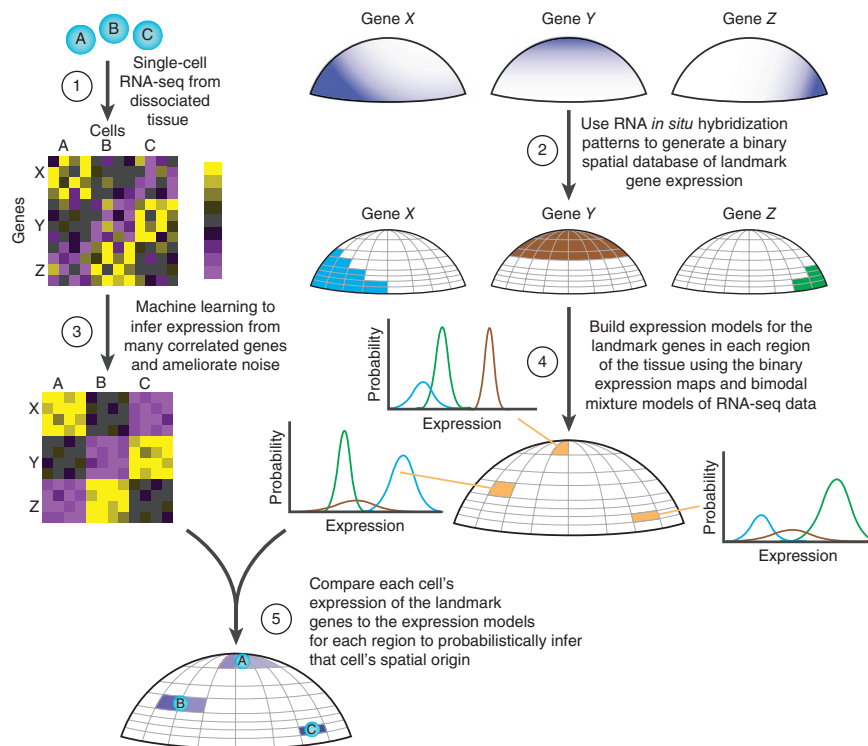 A
B
C
1
Single-cell
RNA-seq from
dissociated
tissue
Cells
A B C
Genes
X
Y
Z
Gene X
Gene Y
Gene Z
2
Use RNA in situ hybridization
patterns to generate a binary
spatial database of landmark
gene expression
Gene X
Gene Y
Gene Z
3
Machine learning to
infer expression from
many correlated genes
and ameliorate noise
A B C
X
Y
Z
4
Build expression models for the
landmark genes in each region
of the tissue using the binary
expression maps and bimodal
mixture models of RNA-seq data
Probability
Expression
Probability
Expression
Probability
Expression
5
Compare each cell's
expression of the landmark
genes to the expression models
for each region to probabilistically infer
that cell's spatial origin
A
B
C